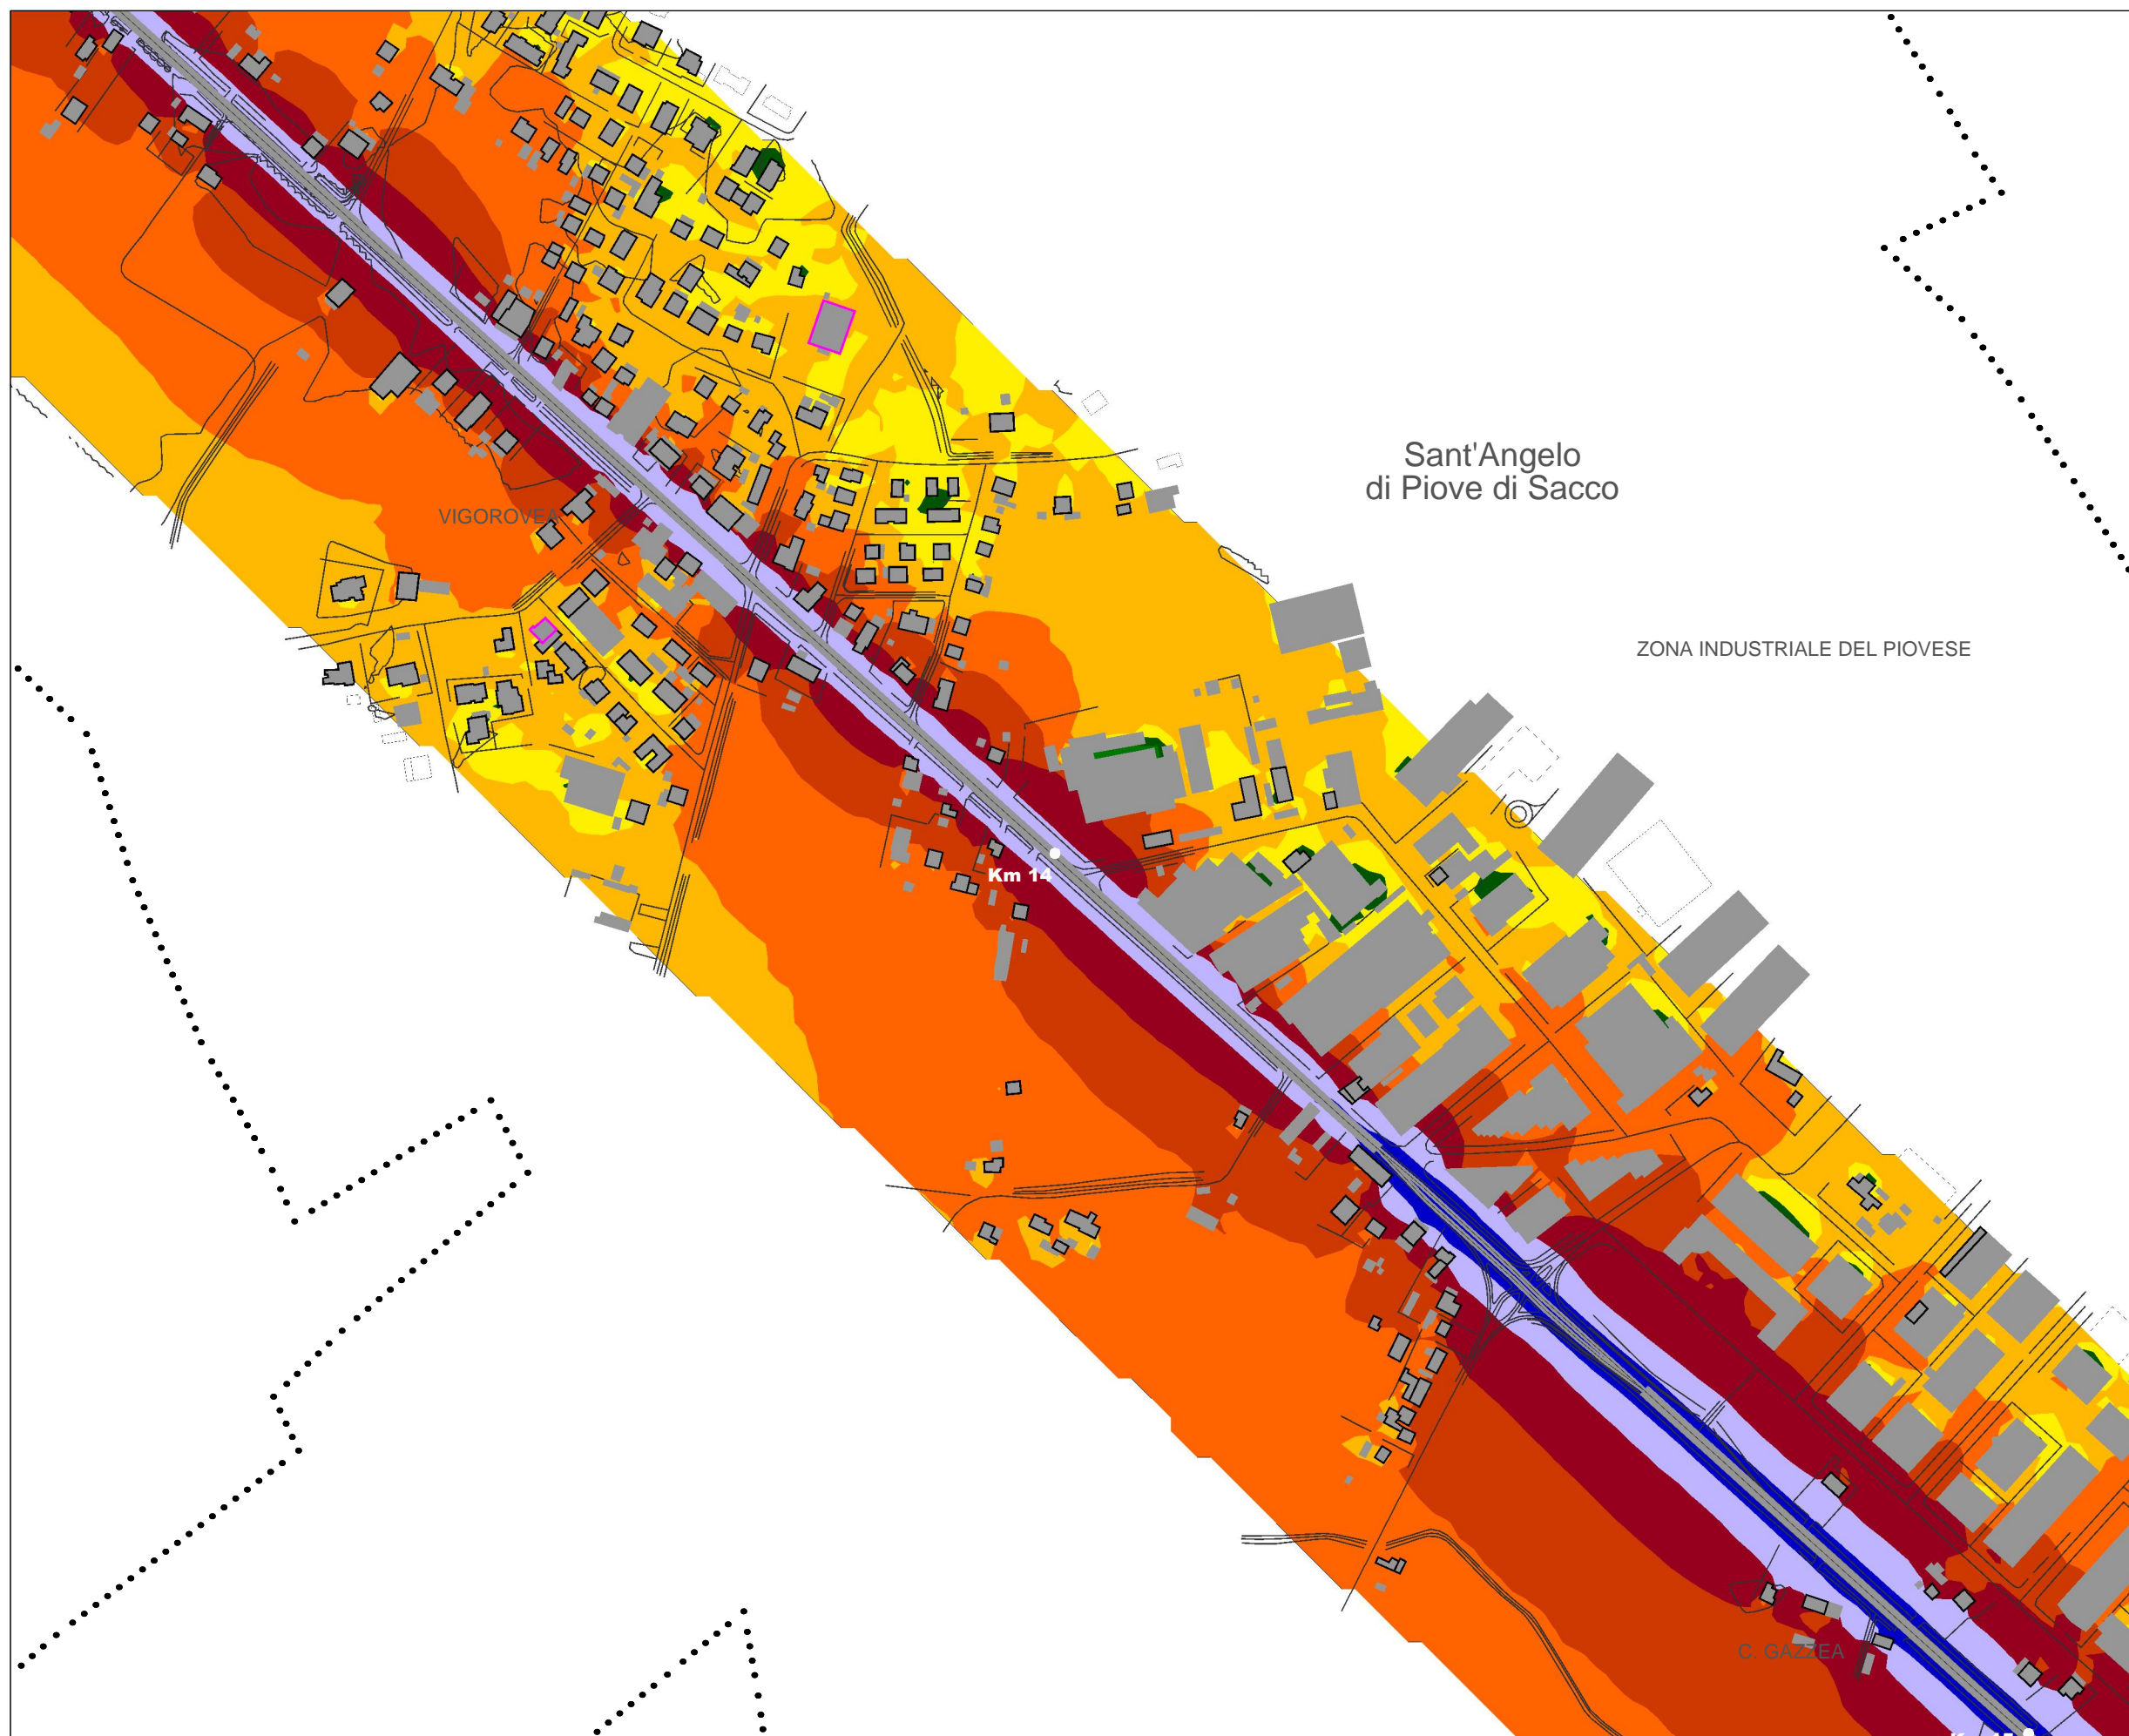 Sant'Angelo
di Piove di Sacco
VIGOROVEA
ZONA INDUSTRIALE DEL PIOVESE
Km 14
C. GAZZEA